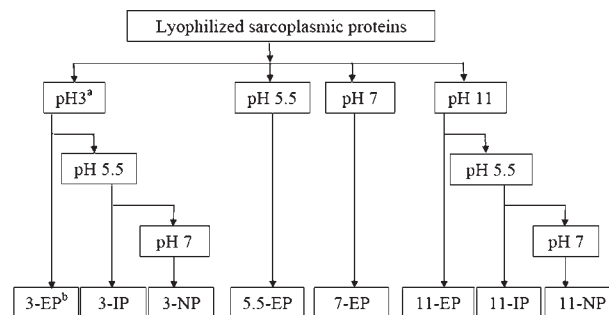 Lyophilized sarcoplasmic proteins
pH3ᵃ pH 5.5 pH 7 pH 11
pH 5.5 pH 5.5
pH 7 pH 7
3-EPᵇ 3-IP 3-NP 5.5-EP 7-EP 11-EP 11-IP 11-NP